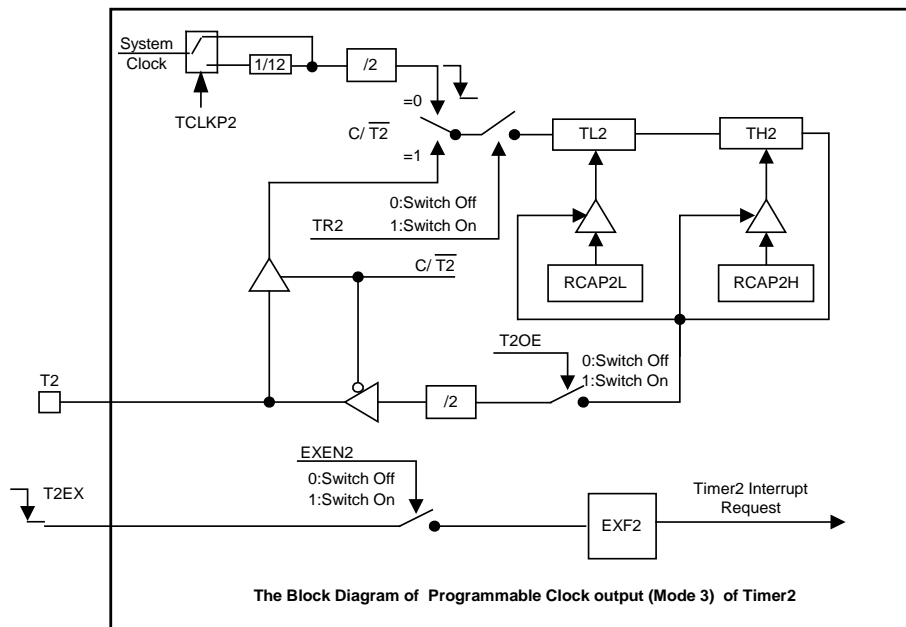 System
Clock
1/12
/2
TCLKP2
=0
C/ T2
=1
TL2
TH2
0:Switch Off
1:Switch On
TR2
C/ T2
RCAP2L
RCAP2H
T2OE
0:Switch Off
1:Switch On
T2
/2
EXEN2
0:Switch Off
1:Switch On
T2EX
EXF2
Timer2 Interrupt
Request
The Block Diagram of Programmable Clock output (Mode 3) of Timer2